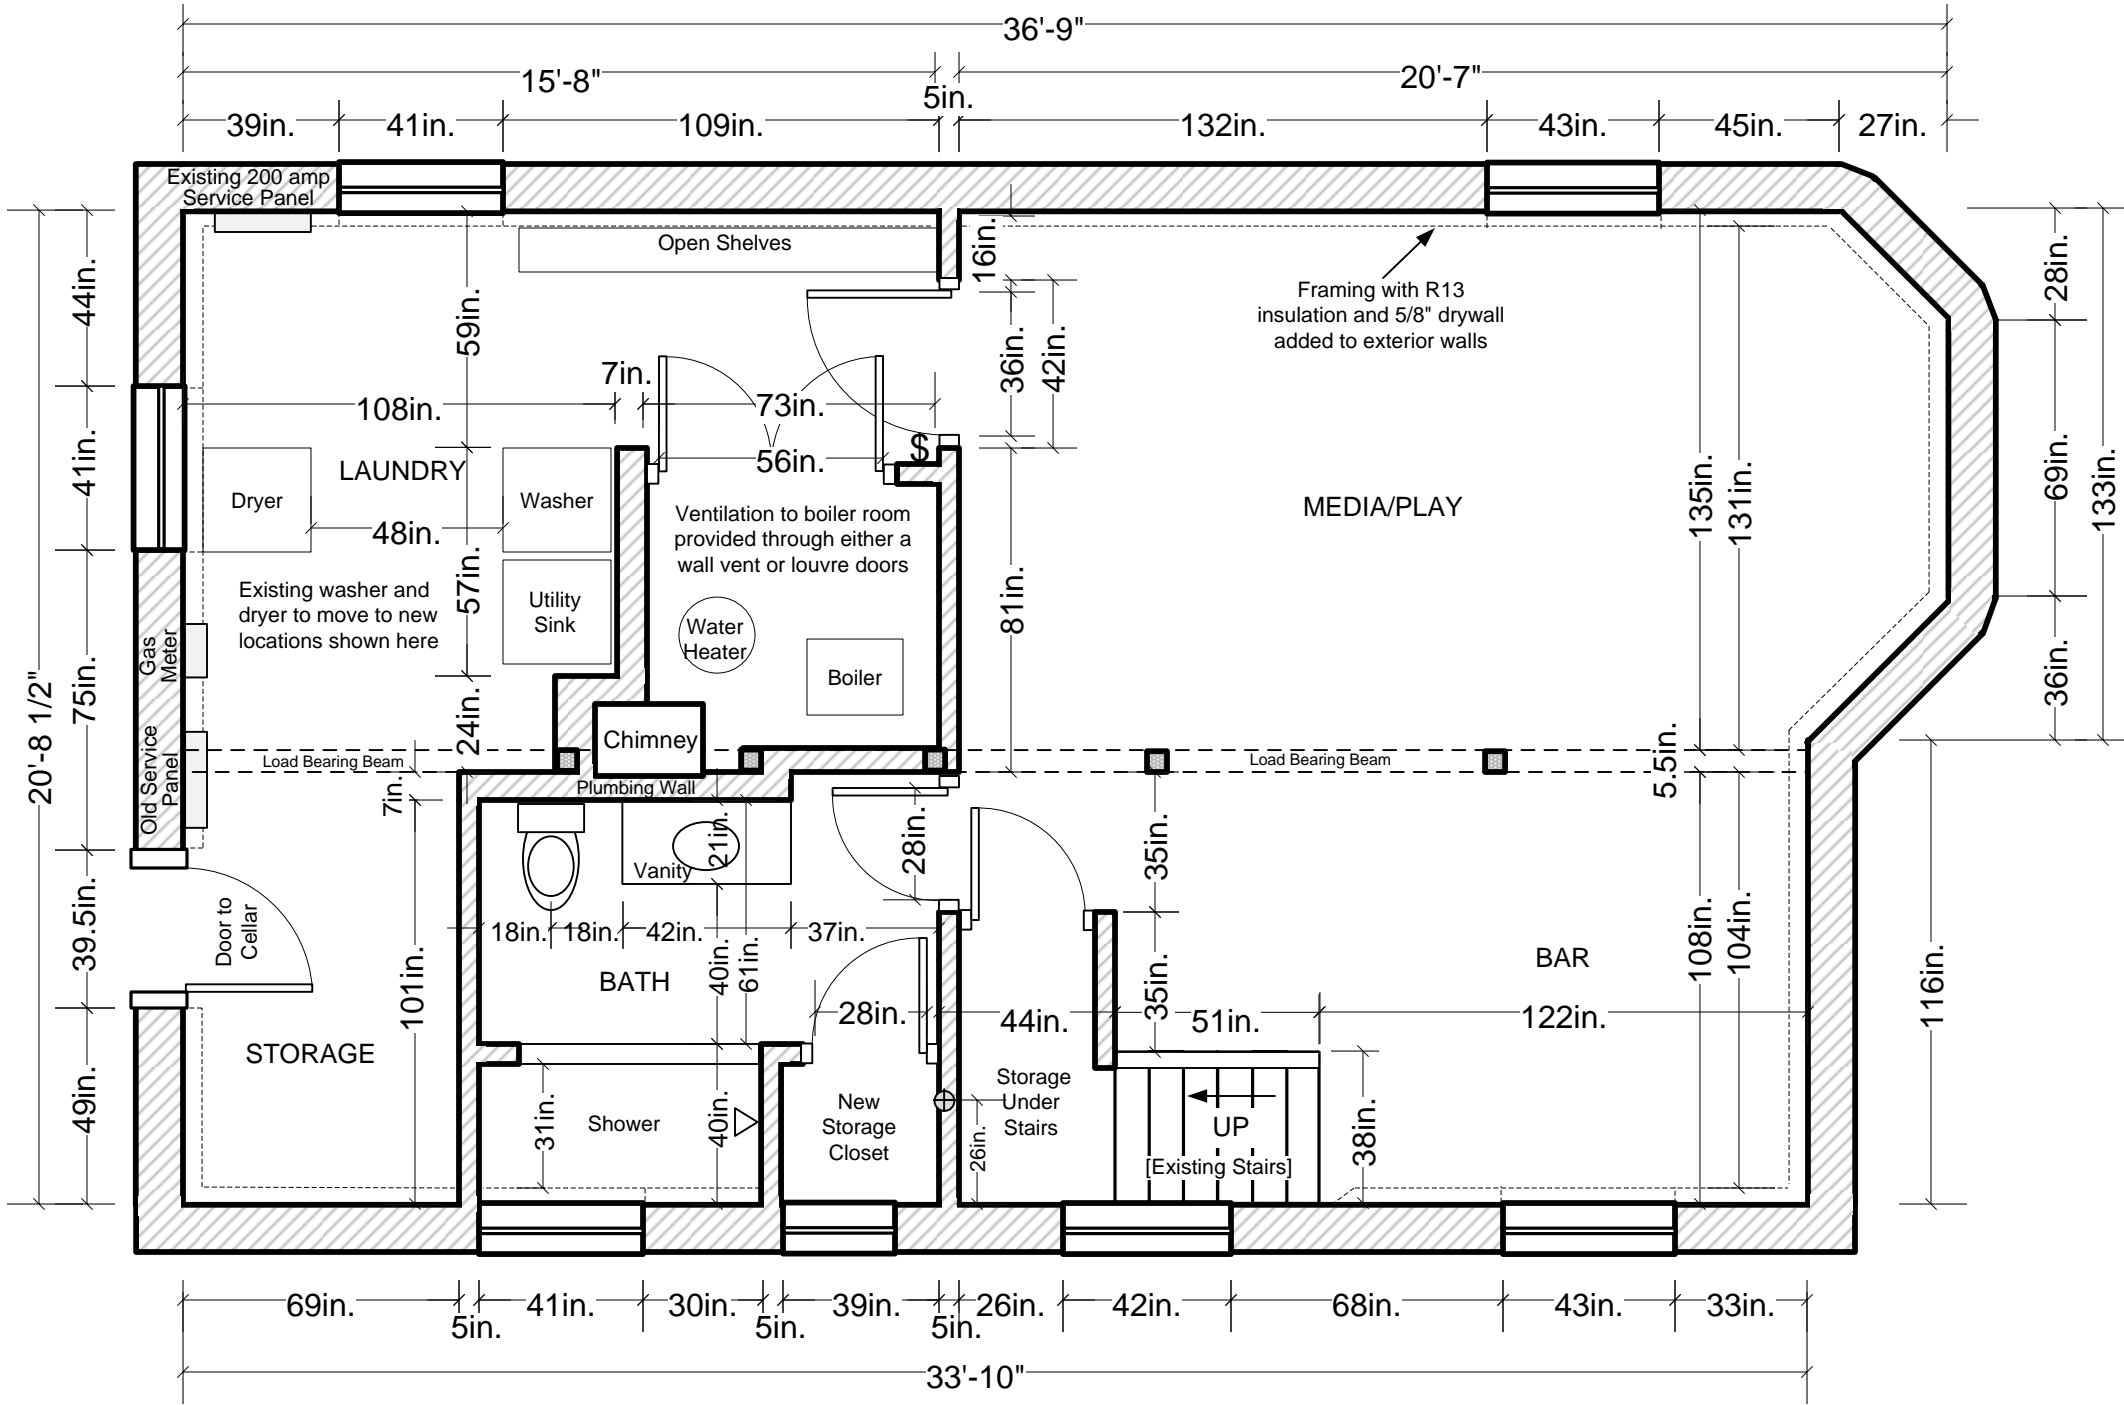 36'-9"
15'-8"
20'-7"
5in.
39in.
41in.
109in.
132in.
43in.
45in.
27in.
Existing 200 amp
Service Panel
Open Shelves
16in.
Framing with R13
insulation and 5/8" drywall
added to exterior walls
44in.
59in.
36in.
42in.
28in.
7in.
108in.
73in.
56in.
$
41in.
LAUNDRY
Dryer
Washer
48in.
Ventilation to boiler room
provided through either a
wall vent or louvre doors
MEDIA/PLAY
135in.
131in.
69in.
133in.
57in.
Existing washer and
dryer to move to new
locations shown here
Utility
Sink
Water
Heater
Boiler
81in.
Gas
Meter
75in.
20'-8 1/2"
24in.
36in.
Chimney
Old Service
Panel
Load Bearing Beam
Load Bearing Beam
5.5in.
7in.
Plumbing Wall
21in.
Vanity
28in.
35in.
39.5in.
Door to
Cellar
18in.
18in.
42in.
37in.
101in.
BATH
40in.
61in.
BAR
108in.
104in.
116in.
28in.
44in.
35in.
51in.
122in.
STORAGE
49in.
31in.
Shower
40in.
New
Storage
Closet
Storage
Under
Stairs
26in.
UP
[Existing Stairs]
38in.
69in.
5in.
41in.
30in.
5in.
39in.
5in.
26in.
42in.
68in.
43in.
33in.
33'-10"